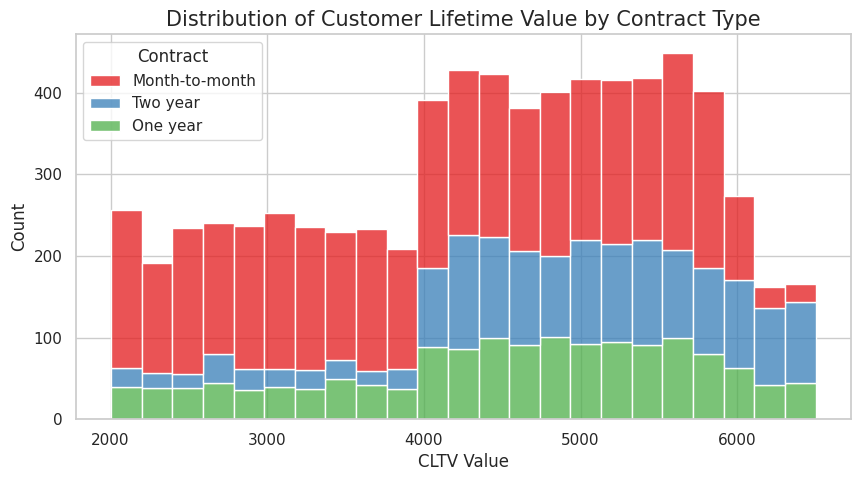 Distribution of Customer Lifetime Value by Contract Type
Contract
Month-to-month
Two year
One year
Count
400
300
200
100
0
2000
3000
4000
5000
6000
CLTV Value